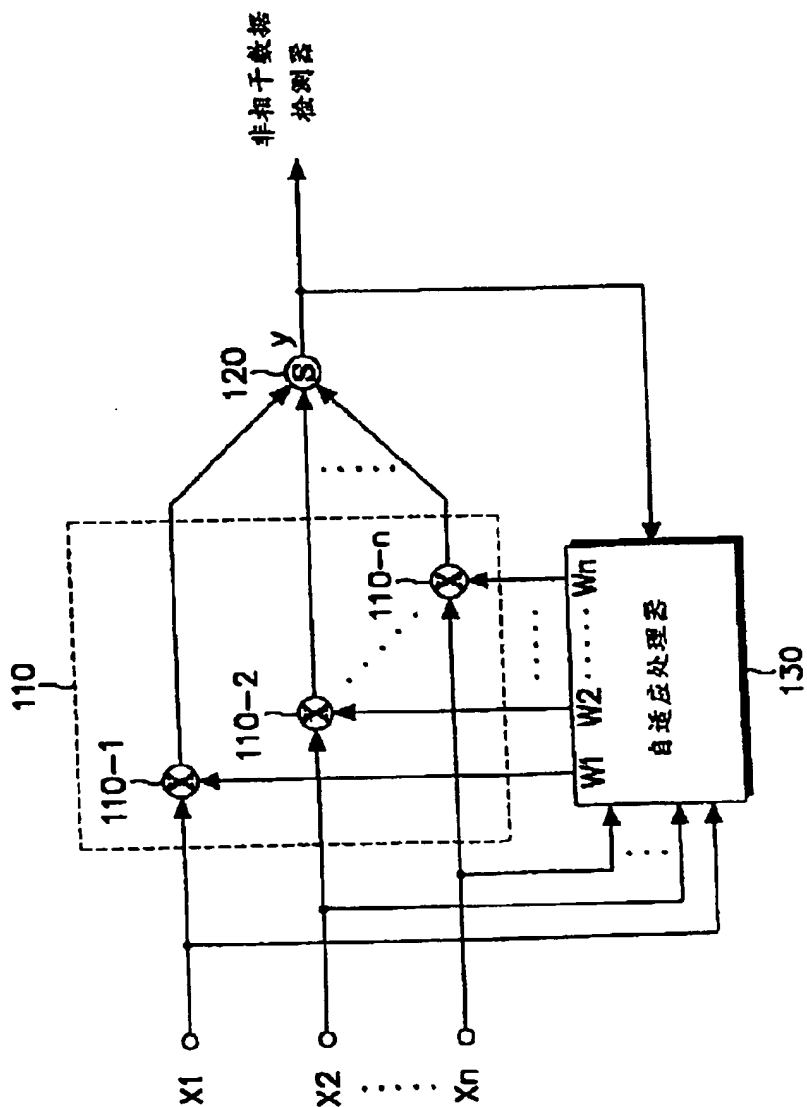 110
110-1
110-2
110-n
120
S
y
非相干数据
检测器
X1
X2
.....
Xn
W1
W2
.....
Wn
自适应处理器
130